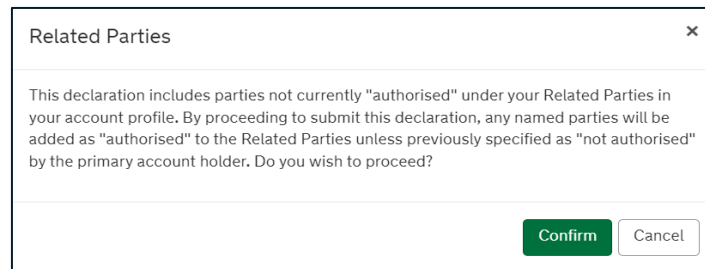 Related Parties ×
This declaration includes parties not currently "authorised" under your Related Parties in
your account profile. By proceeding to submit this declaration, any named parties will be
added as "authorised" to the Related Parties unless previously specified as "not authorised"
by the primary account holder. Do you wish to proceed?
Confirm Cancel